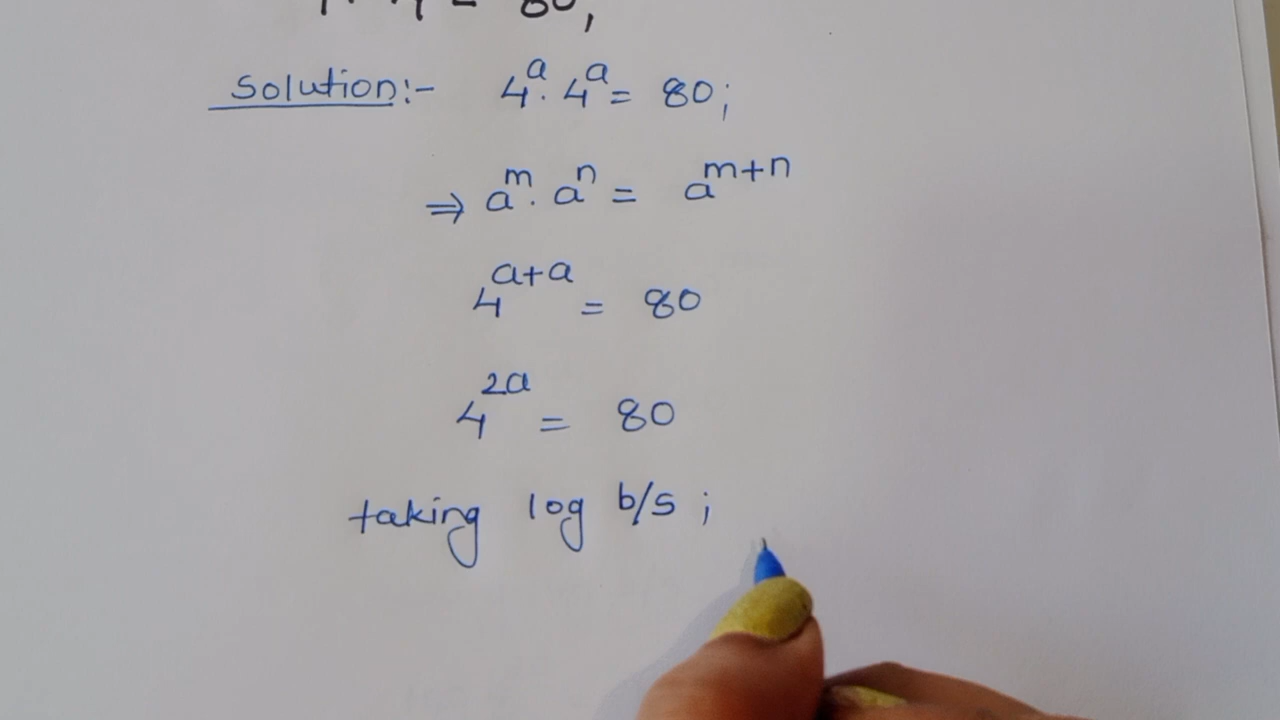 Solution:- 4^a . 4^a = 80;
⇒ a^m . a^n = a^{m+n}
4^{a+a} = 80
4^{2a} = 80
taking log b/s ;